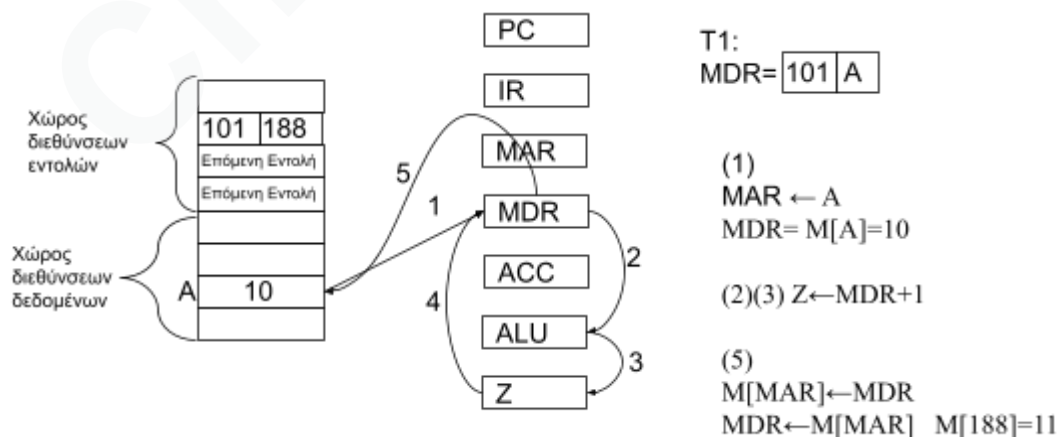 Χώρος
διεθύνσεων
εντολών
101 188
Επόμενη Εντολή
Επόμενη Εντολή
Χώρος
διεθύνσεων
δεδομένων
A 10
PC
IR
MAR
MDR
ACC
ALU
Z
1
2
3
4
5
T1:
MDR= 101 A
(1)
MAR ← A
MDR= M[A]=10
(2)(3) Z←MDR+1
(5)
M[MAR]←MDR
MDR←M[MAR] M[188]=11